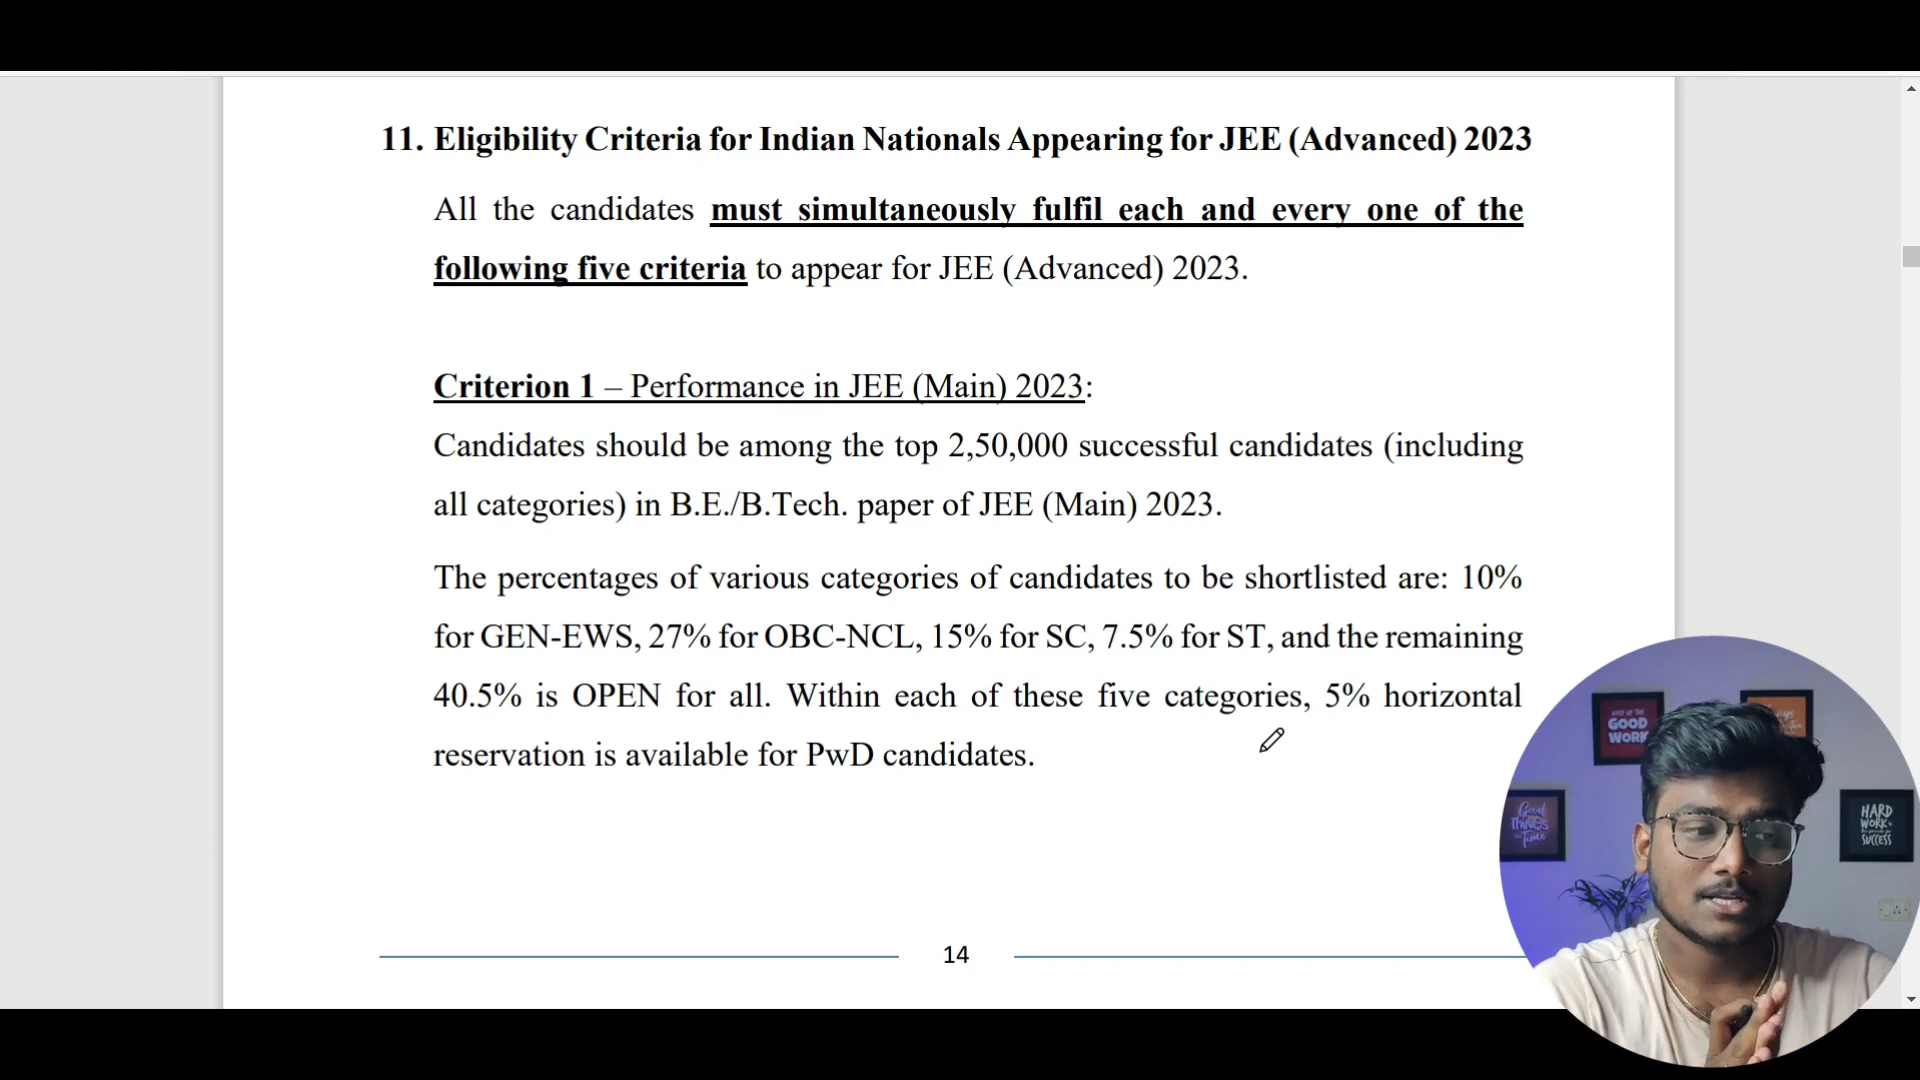 11. Eligibility Criteria for Indian Nationals Appearing for JEE (Advanced) 2023
All the candidates must simultaneously fulfil each and every one of the
following five criteria to appear for JEE (Advanced) 2023.
Criterion 1 – Performance in JEE (Main) 2023:
Candidates should be among the top 2,50,000 successful candidates (including
all categories) in B.E./B.Tech. paper of JEE (Main) 2023.
The percentages of various categories of candidates to be shortlisted are: 10%
for GEN-EWS, 27% for OBC-NCL, 15% for SC, 7.5% for ST, and the remaining
40.5% is OPEN for all. Within each of these five categories, 5% horizontal
reservation is available for PwD candidates.
14
GOOD
WORK
Good
THINGS
Time
HARD
WORK
SUCCESS